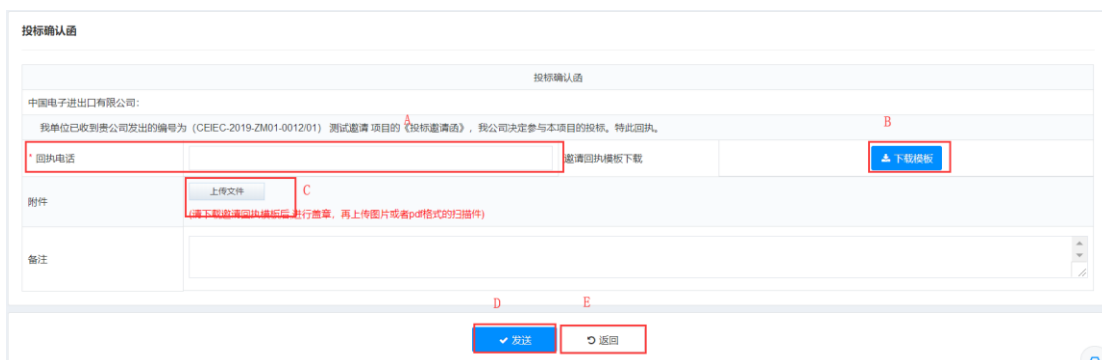 投标确认函
投标确认函
中国电子进出口有限公司:
我单位已收到贵公司发出的编号为（CEIEC-2019-ZM01-0012/01） 测试邀请 项目的《投标邀请函》，我公司决定参与本项目的投标。特此回执。
A
B
* 回执电话 邀请回执模板下载 下载模板
附件 上传文件 C
(请下载邀请回执模板后,进行盖章，再上传图片或者pdf格式的扫描件)
备注
D E
发送 返回